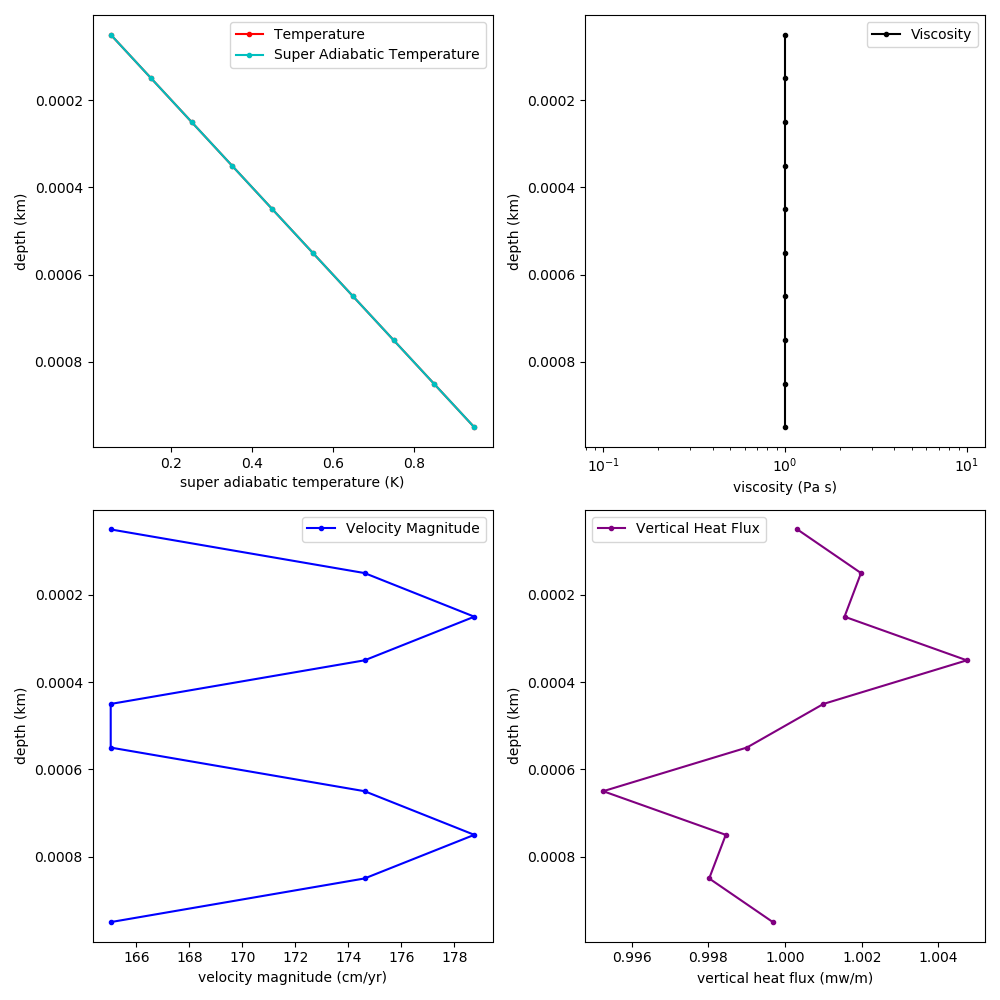 Temperature
Super Adiabatic Temperature
0.0002
0.0004
0.0006
0.0008
depth (km)
0.2 0.4 0.6 0.8
super adiabatic temperature (K)
Viscosity
0.0002
0.0004
0.0006
0.0008
depth (km)
10⁻¹ 10⁰ 10¹
viscosity (Pa s)
Velocity Magnitude
0.0002
0.0004
0.0006
0.0008
depth (km)
166 168 170 172 174 176 178
velocity magnitude (cm/yr)
Vertical Heat Flux
0.0002
0.0004
0.0006
0.0008
depth (km)
0.996 0.998 1.000 1.002 1.004
vertical heat flux (mw/m)